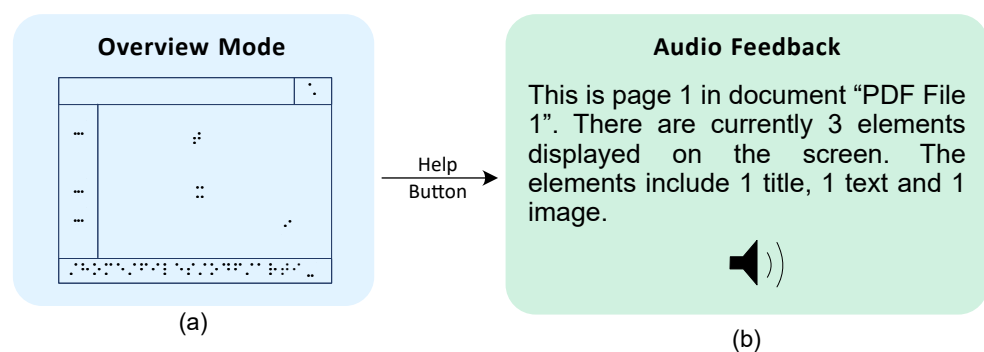 Overview Mode
(a)
Help
Button
Audio Feedback
This is page 1 in document “PDF File
1”. There are currently 3 elements
displayed on the screen. The
elements include 1 title, 1 text and 1
image.
(b)